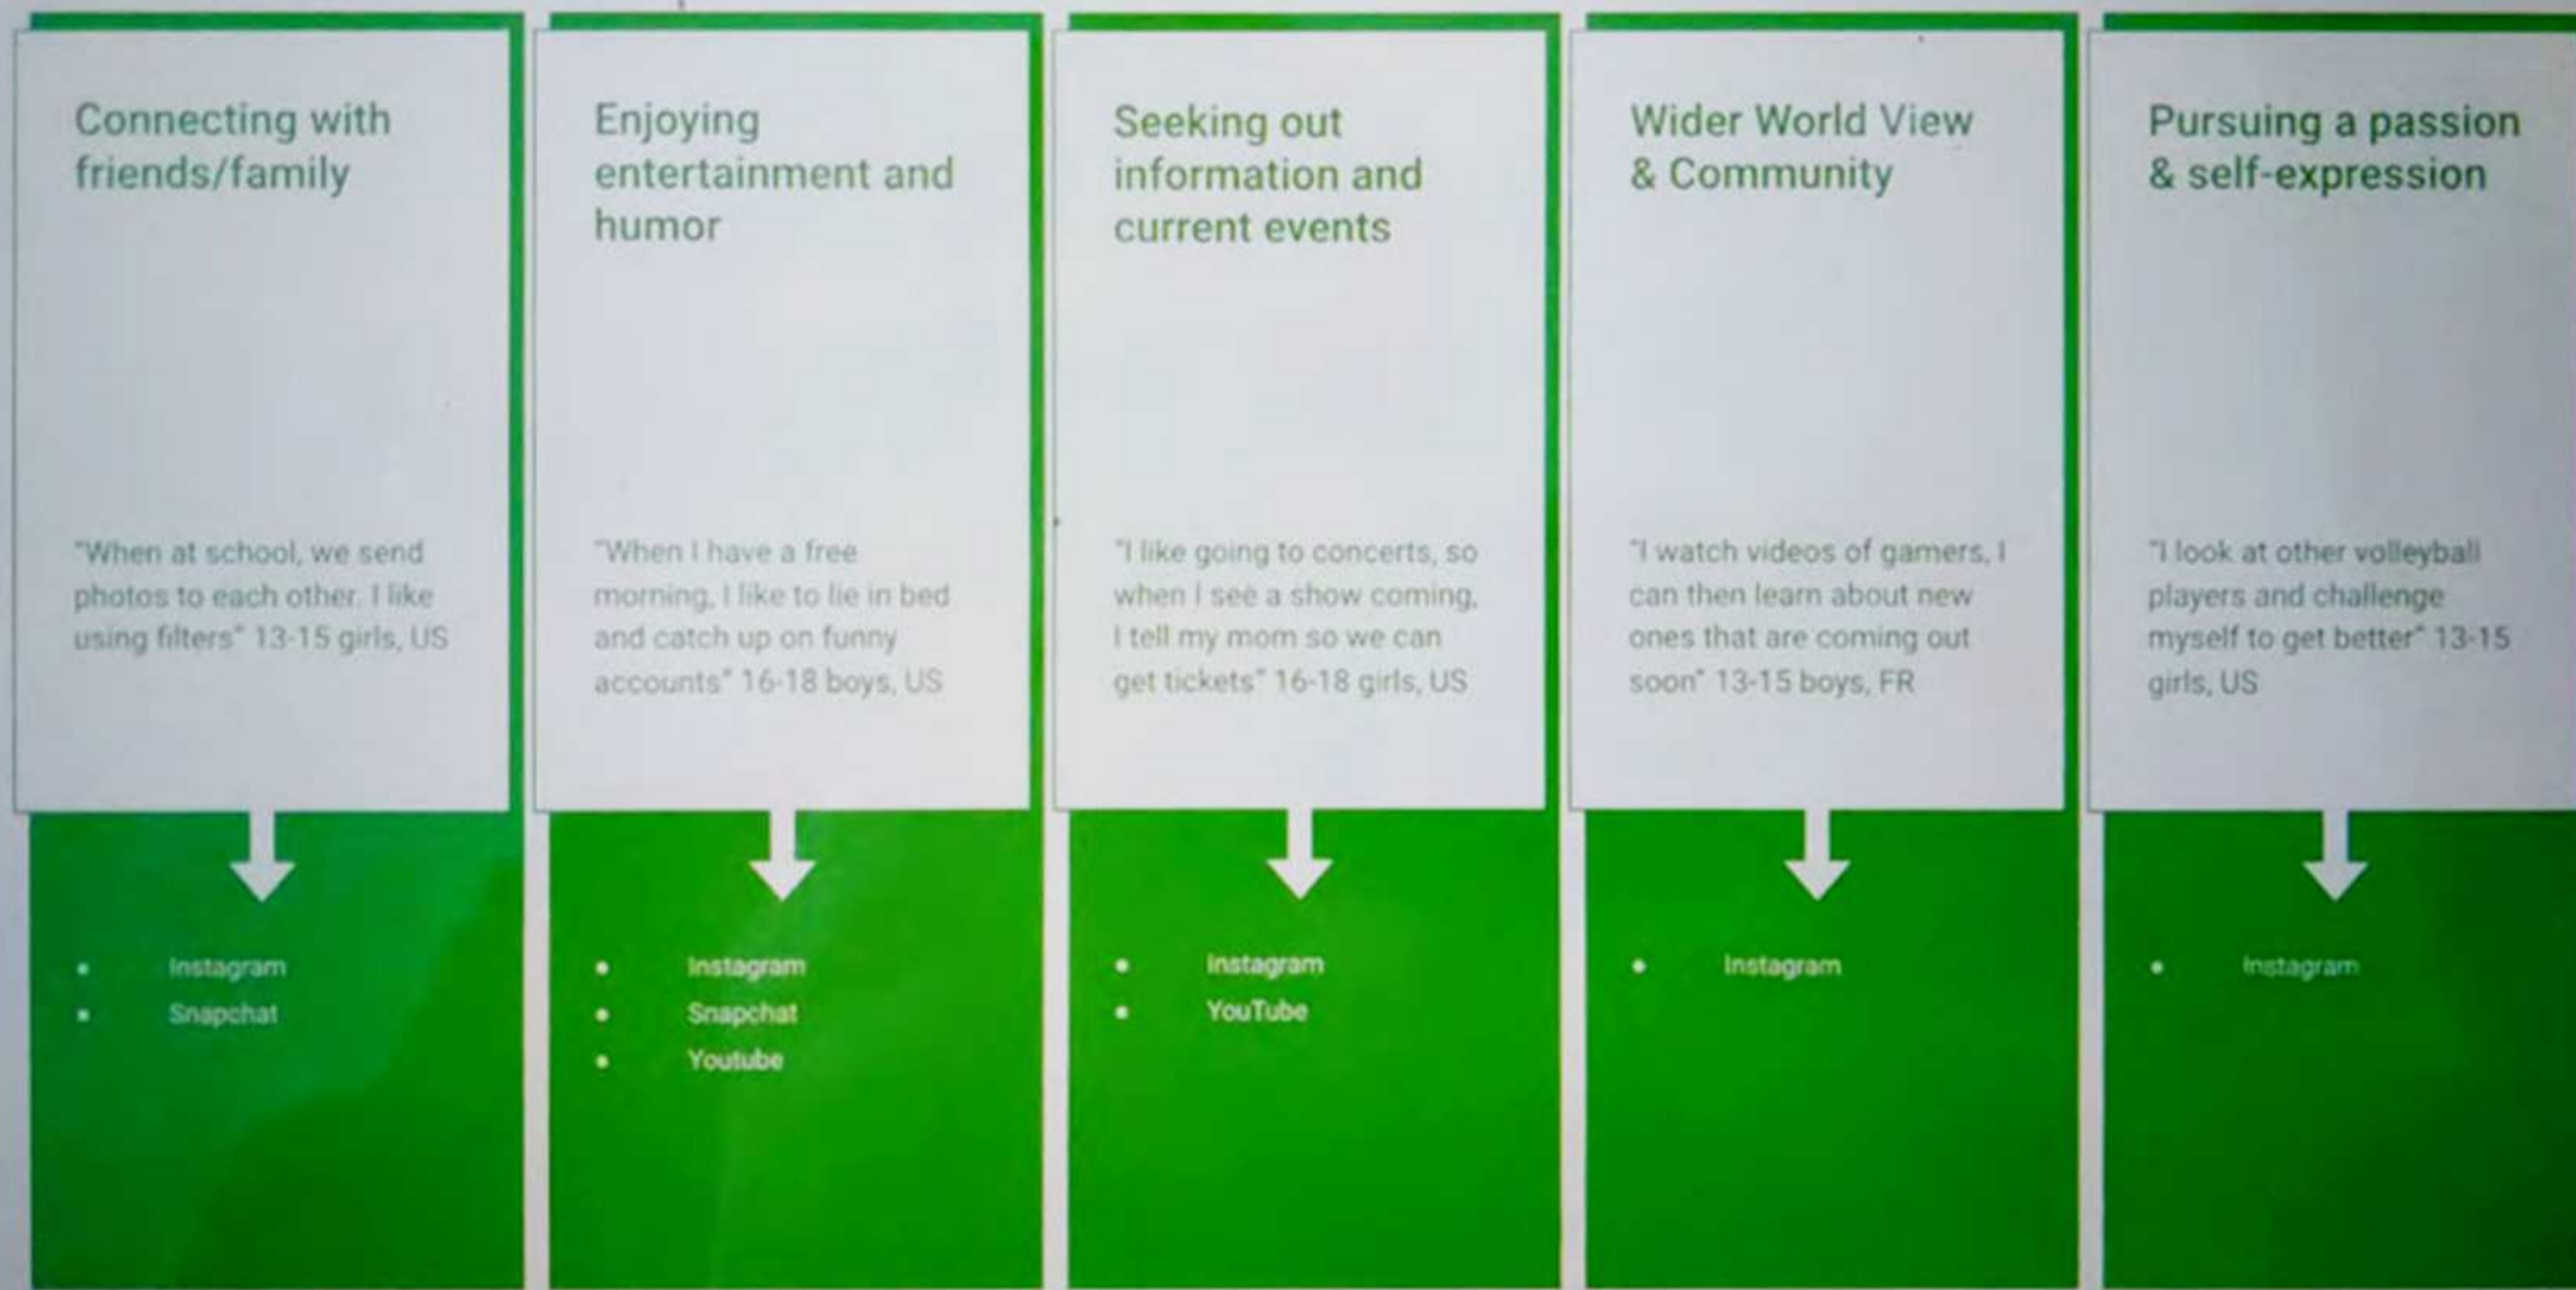 Connecting with
friends/family
"When at school, we send
photos to each other. I like
using filters" 13-15 girls, US
Instagram
Snapchat
Enjoying
entertainment and
humor
"When I have a free
morning, I like to lie in bed
and catch up on funny
accounts" 16-18 boys, US
Instagram
Snapchat
Youtube
Seeking out
information and
current events
"I like going to concerts, so
when I see a show coming,
I tell my mom so we can
get tickets" 16-18 girls, US
Instagram
YouTube
Wider World View
& Community
"I watch videos of gamers, I
can then learn about new
ones that are coming out
soon" 13-15 boys, FR
Instagram
Pursuing a passion
& self-expression
"I look at other volleyball
players and challenge
myself to get better" 13-15
girls, US
Instagram